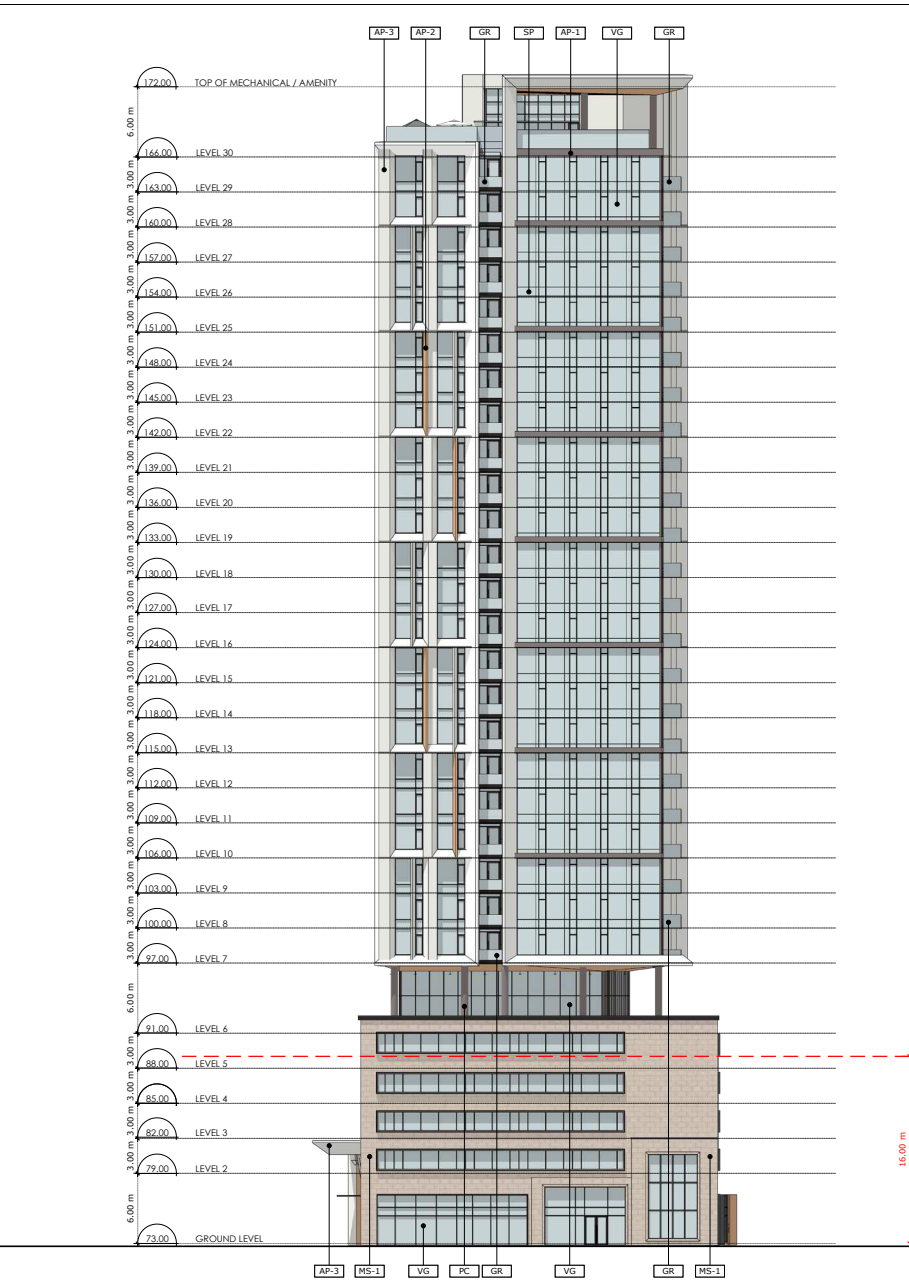 AP-3 AP-2 GR SP AP-1 VG GR
172.00 TOP OF MECHANICAL / AMENITY
6.00 m
166.00 LEVEL 30
3.00 m
163.00 LEVEL 29
3.00 m
160.00 LEVEL 28
3.00 m
157.00 LEVEL 27
3.00 m
154.00 LEVEL 26
3.00 m
151.00 LEVEL 25
3.00 m
148.00 LEVEL 24
3.00 m
145.00 LEVEL 23
3.00 m
142.00 LEVEL 22
3.00 m
139.00 LEVEL 21
3.00 m
136.00 LEVEL 20
3.00 m
133.00 LEVEL 19
3.00 m
130.00 LEVEL 18
3.00 m
127.00 LEVEL 17
3.00 m
124.00 LEVEL 16
3.00 m
121.00 LEVEL 15
3.00 m
118.00 LEVEL 14
3.00 m
115.00 LEVEL 13
3.00 m
112.00 LEVEL 12
3.00 m
109.00 LEVEL 11
3.00 m
106.00 LEVEL 10
3.00 m
103.00 LEVEL 9
3.00 m
100.00 LEVEL 8
3.00 m
97.00 LEVEL 7
6.00 m
91.00 LEVEL 6
3.00 m
88.00 LEVEL 5
3.00 m
85.00 LEVEL 4
3.00 m
82.00 LEVEL 3
3.00 m
16.00 m
79.00 LEVEL 2
6.00 m
73.00 GROUND LEVEL
AP-3 MS-1 VG PC GR VG GR MS-1